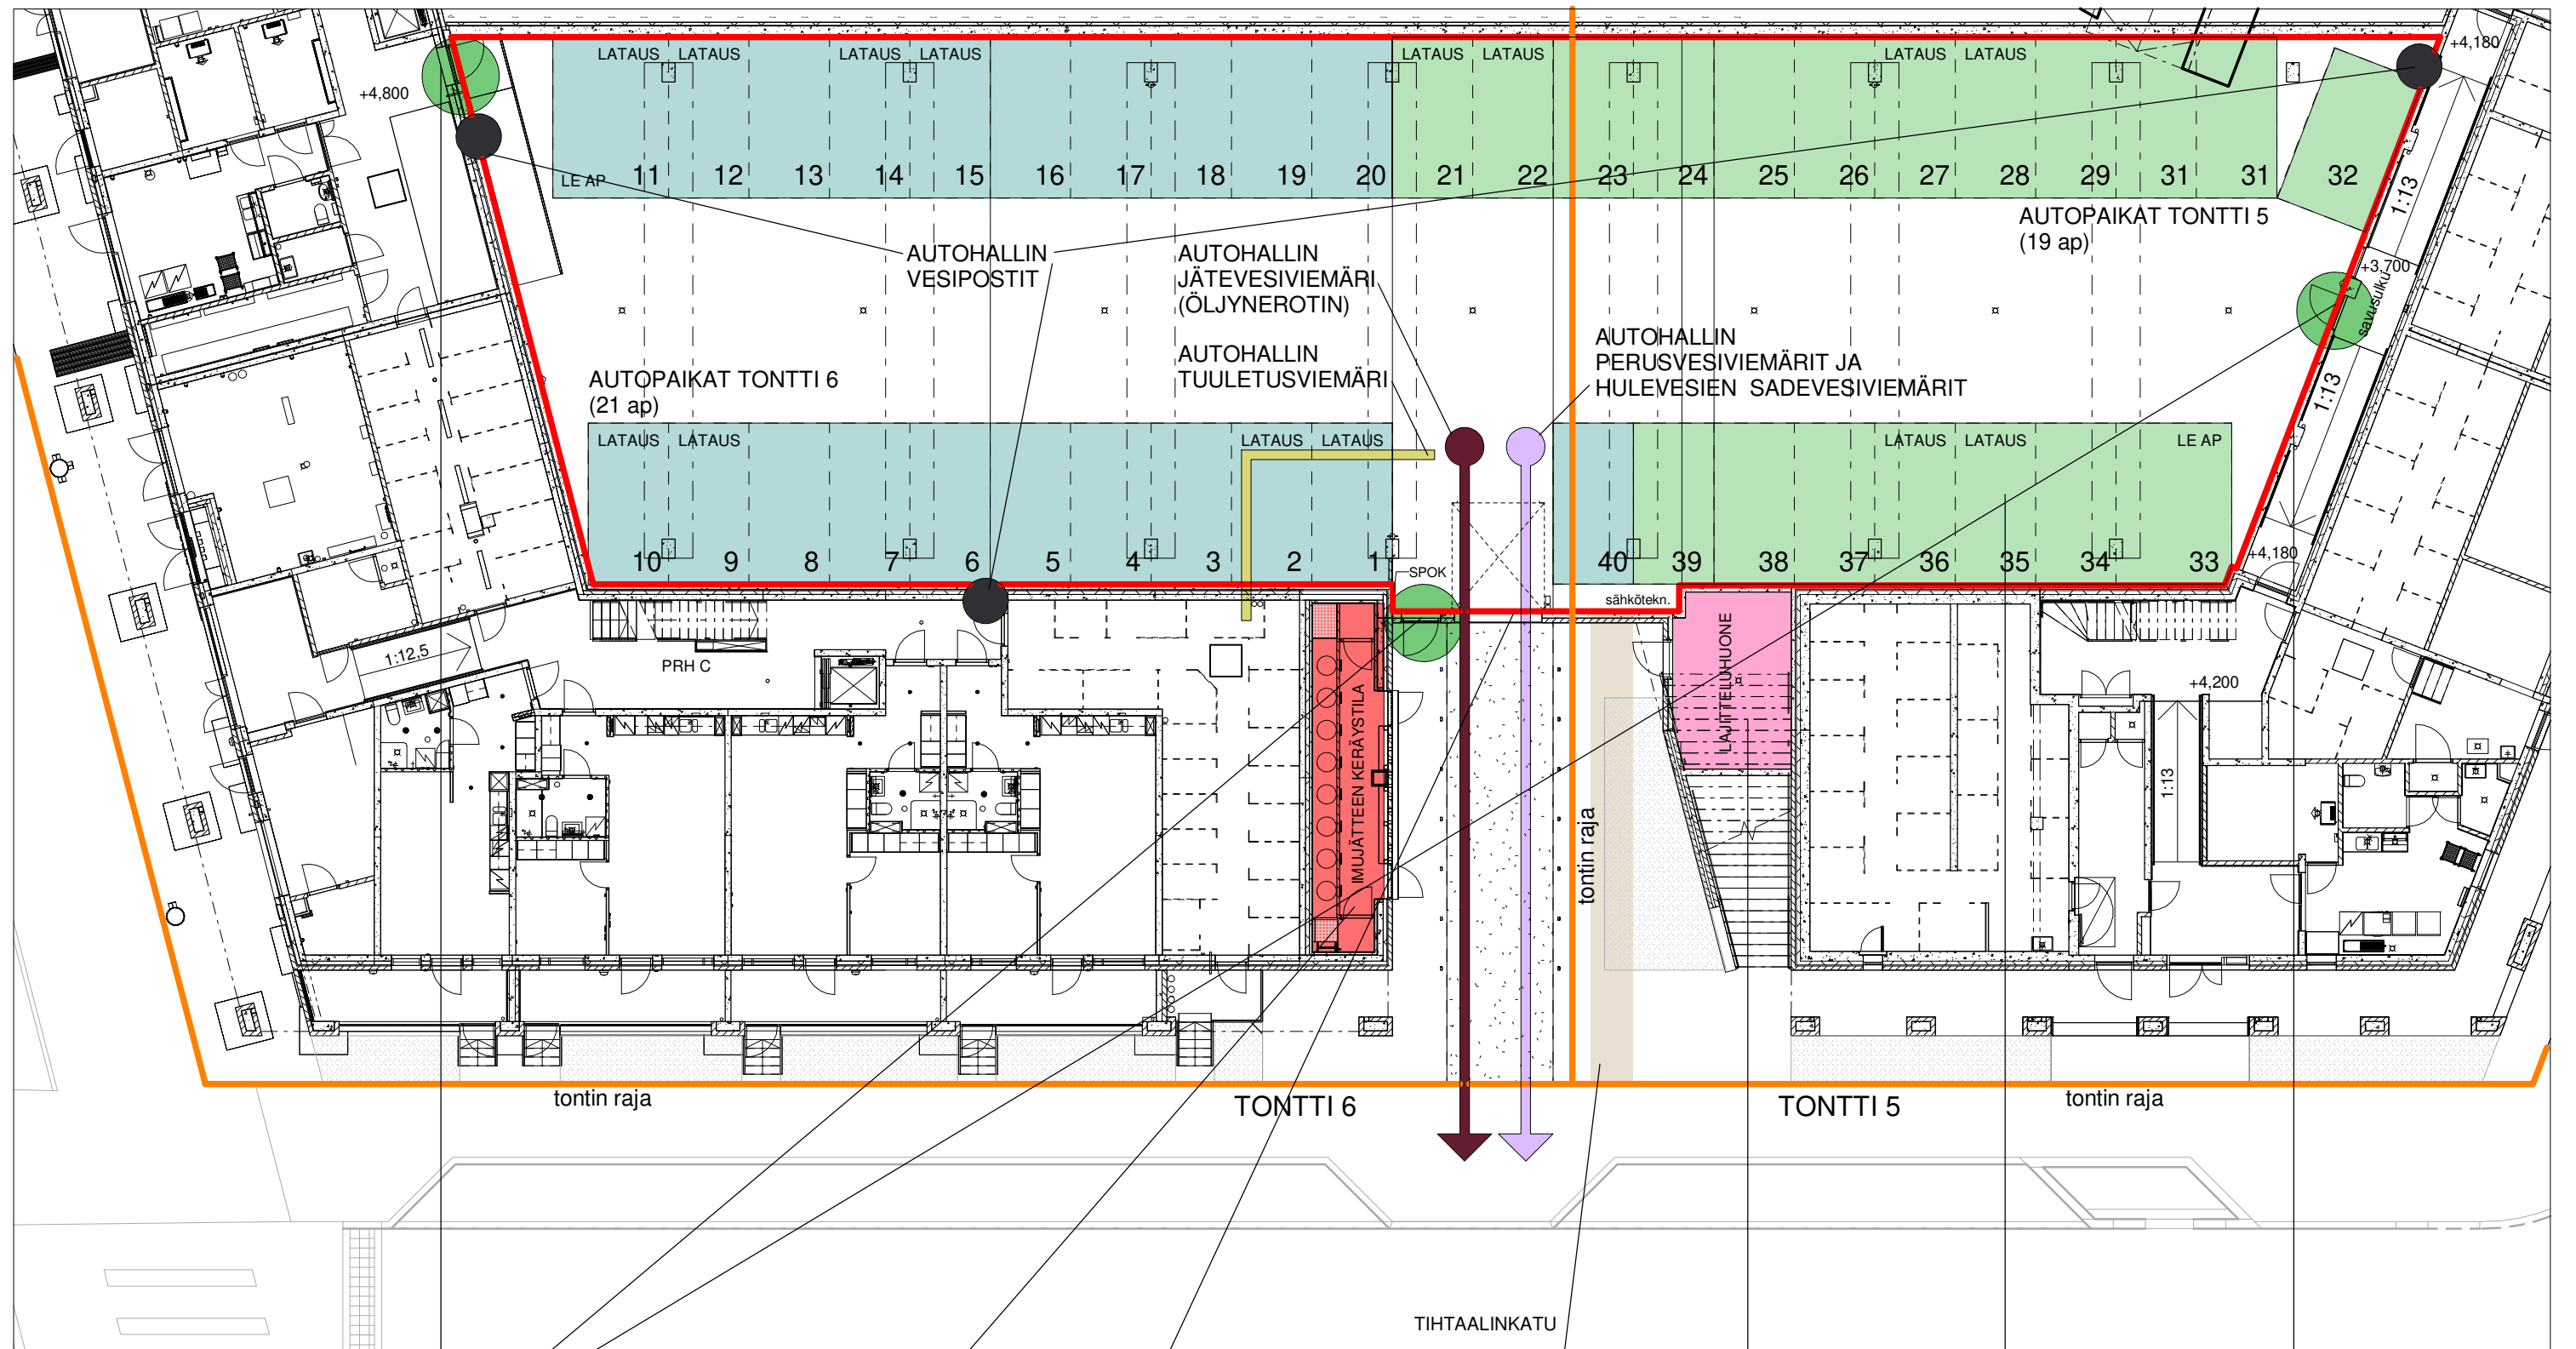 LATAUS LATAUS LATAUS LATAUS LATAUS LATAUS LATAUS LATAUS
+4,180
+4,800
LE AP 11 12 13 14 15 16 17 18 19 20 21 22 23 24 25 26 27 28 29 31 31 32
1:13
AUTOPAIKAT TONTTI 5
(19 ap)
AUTOHALLIN
VESIPOSTIT
AUTOHALLIN
JÄTEVESIVIEMÄRI
(ÖLJYNEROTIN)
+3,700
savusulku
AUTOHALLIN
TUULETUSVIEMÄRI
AUTOHALLIN
PERUSVESIVIEMÄRIT JA
HULEVESIEN SADEVESIVIEMÄRIT
AUTOPAIKAT TONTTI 6
(21 ap)
1:13
LATAUS LATAUS LATAUS LATAUS LATAUS LATAUS LE AP
10 9 8 7 6 5 4 3 2 1 40 39 38 37 36 35 34 33
+4,180
SPOK
sähkötekn.
1:12,5
PRH C
LAJITTELUHUONE
+4,200
IMUJÄTTEEN KERÄYSTILA
1:13
tontin raja
tontin raja
TONTTI 6
TONTTI 5
tontin raja
TIHTAALINKATU